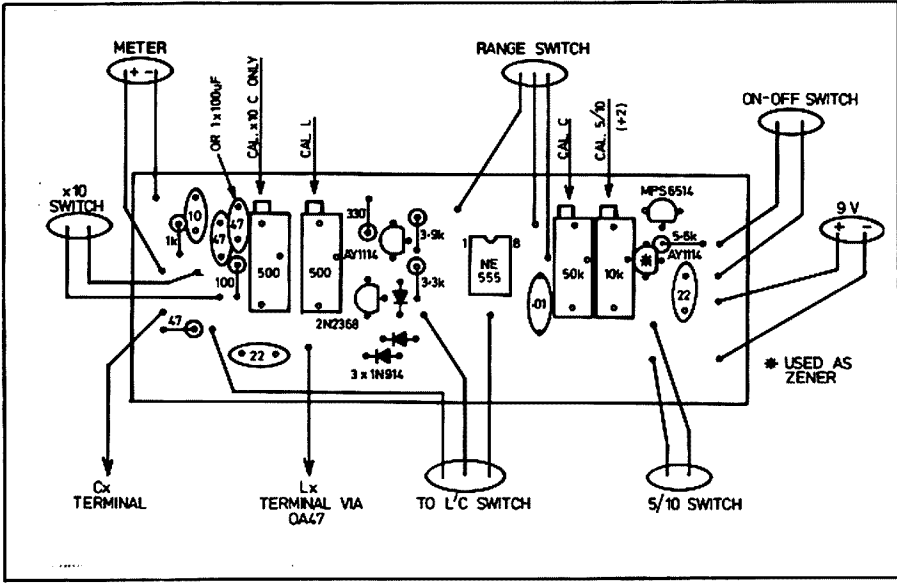 METER
+ -
OR 1x100uF
CAL. x10 C ONLY
CAL L
RANGE SWITCH
CAL C
CAL. 5/10
(÷2)
ON-OFF SWITCH
x10
SWITCH
9 V
+ -
MPS6514
1k
10
47
47
100
500
500
330
AY1114
3·9k
3·3k
1 8
NE
555
·01
50k
10k
5·6k
AY1114
*
22
47
22
2N2368
3 x 1N914
* USED AS
ZENER
Cx
TERMINAL
Lx
TERMINAL VIA
OA47
TO L'C SWITCH
5/10 SWITCH